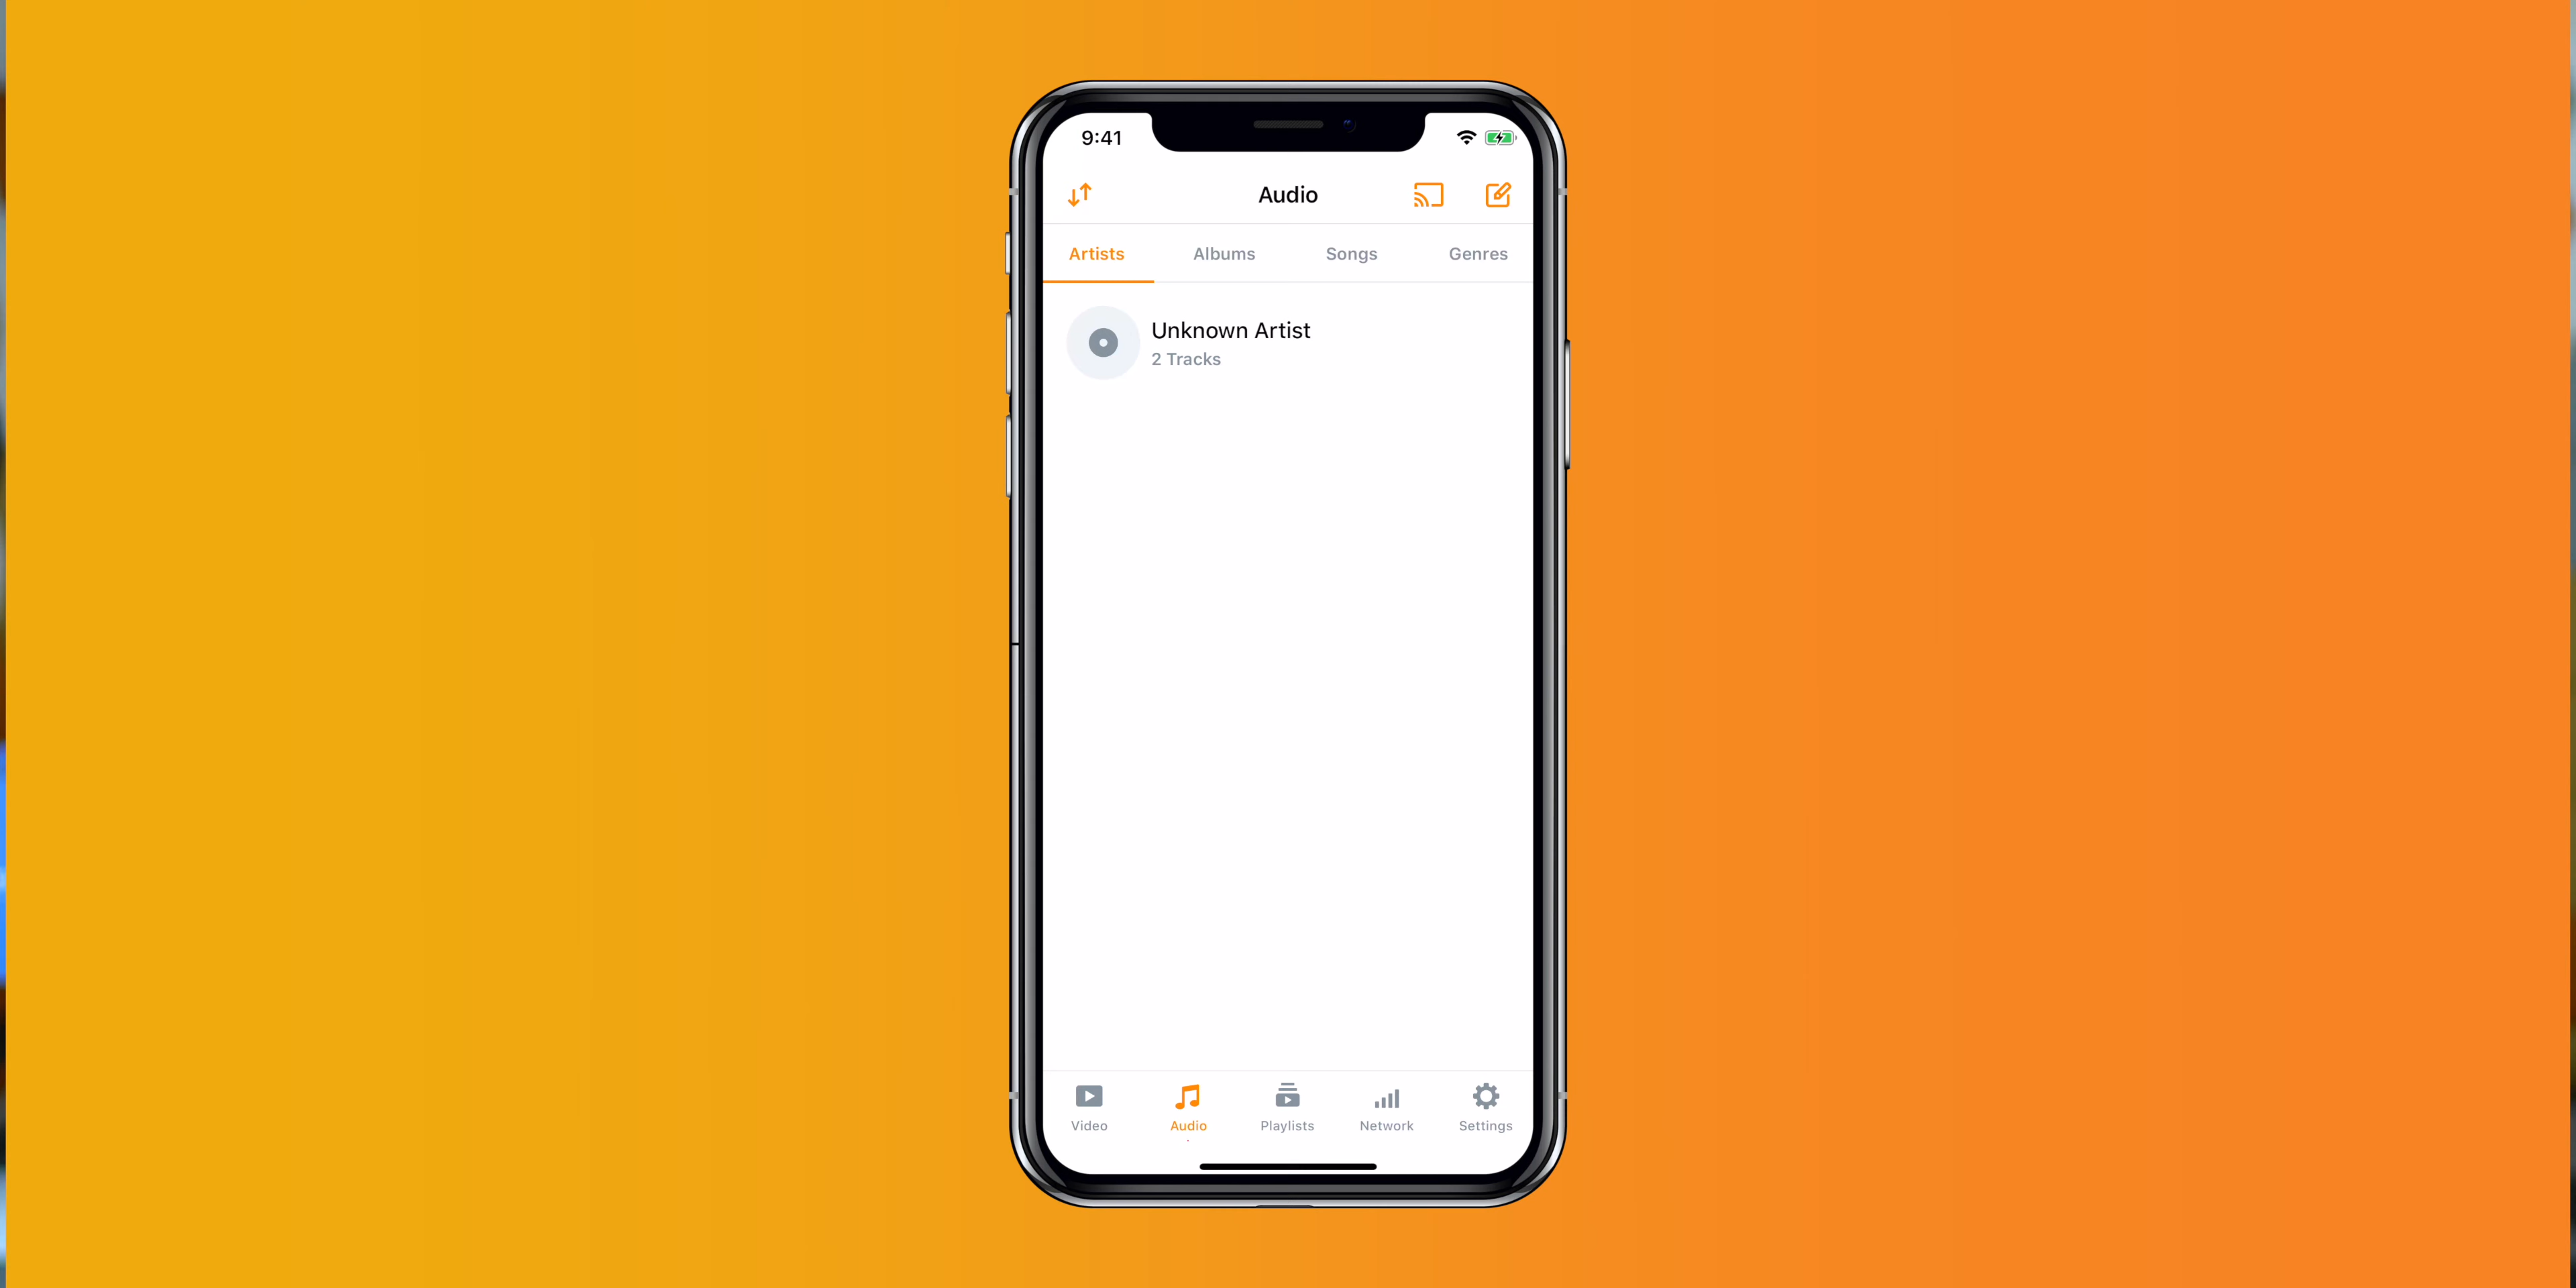 9:41
Audio
Artists Albums Songs Genres
Unknown Artist
2 Tracks
Video Audio Playlists Network Settings